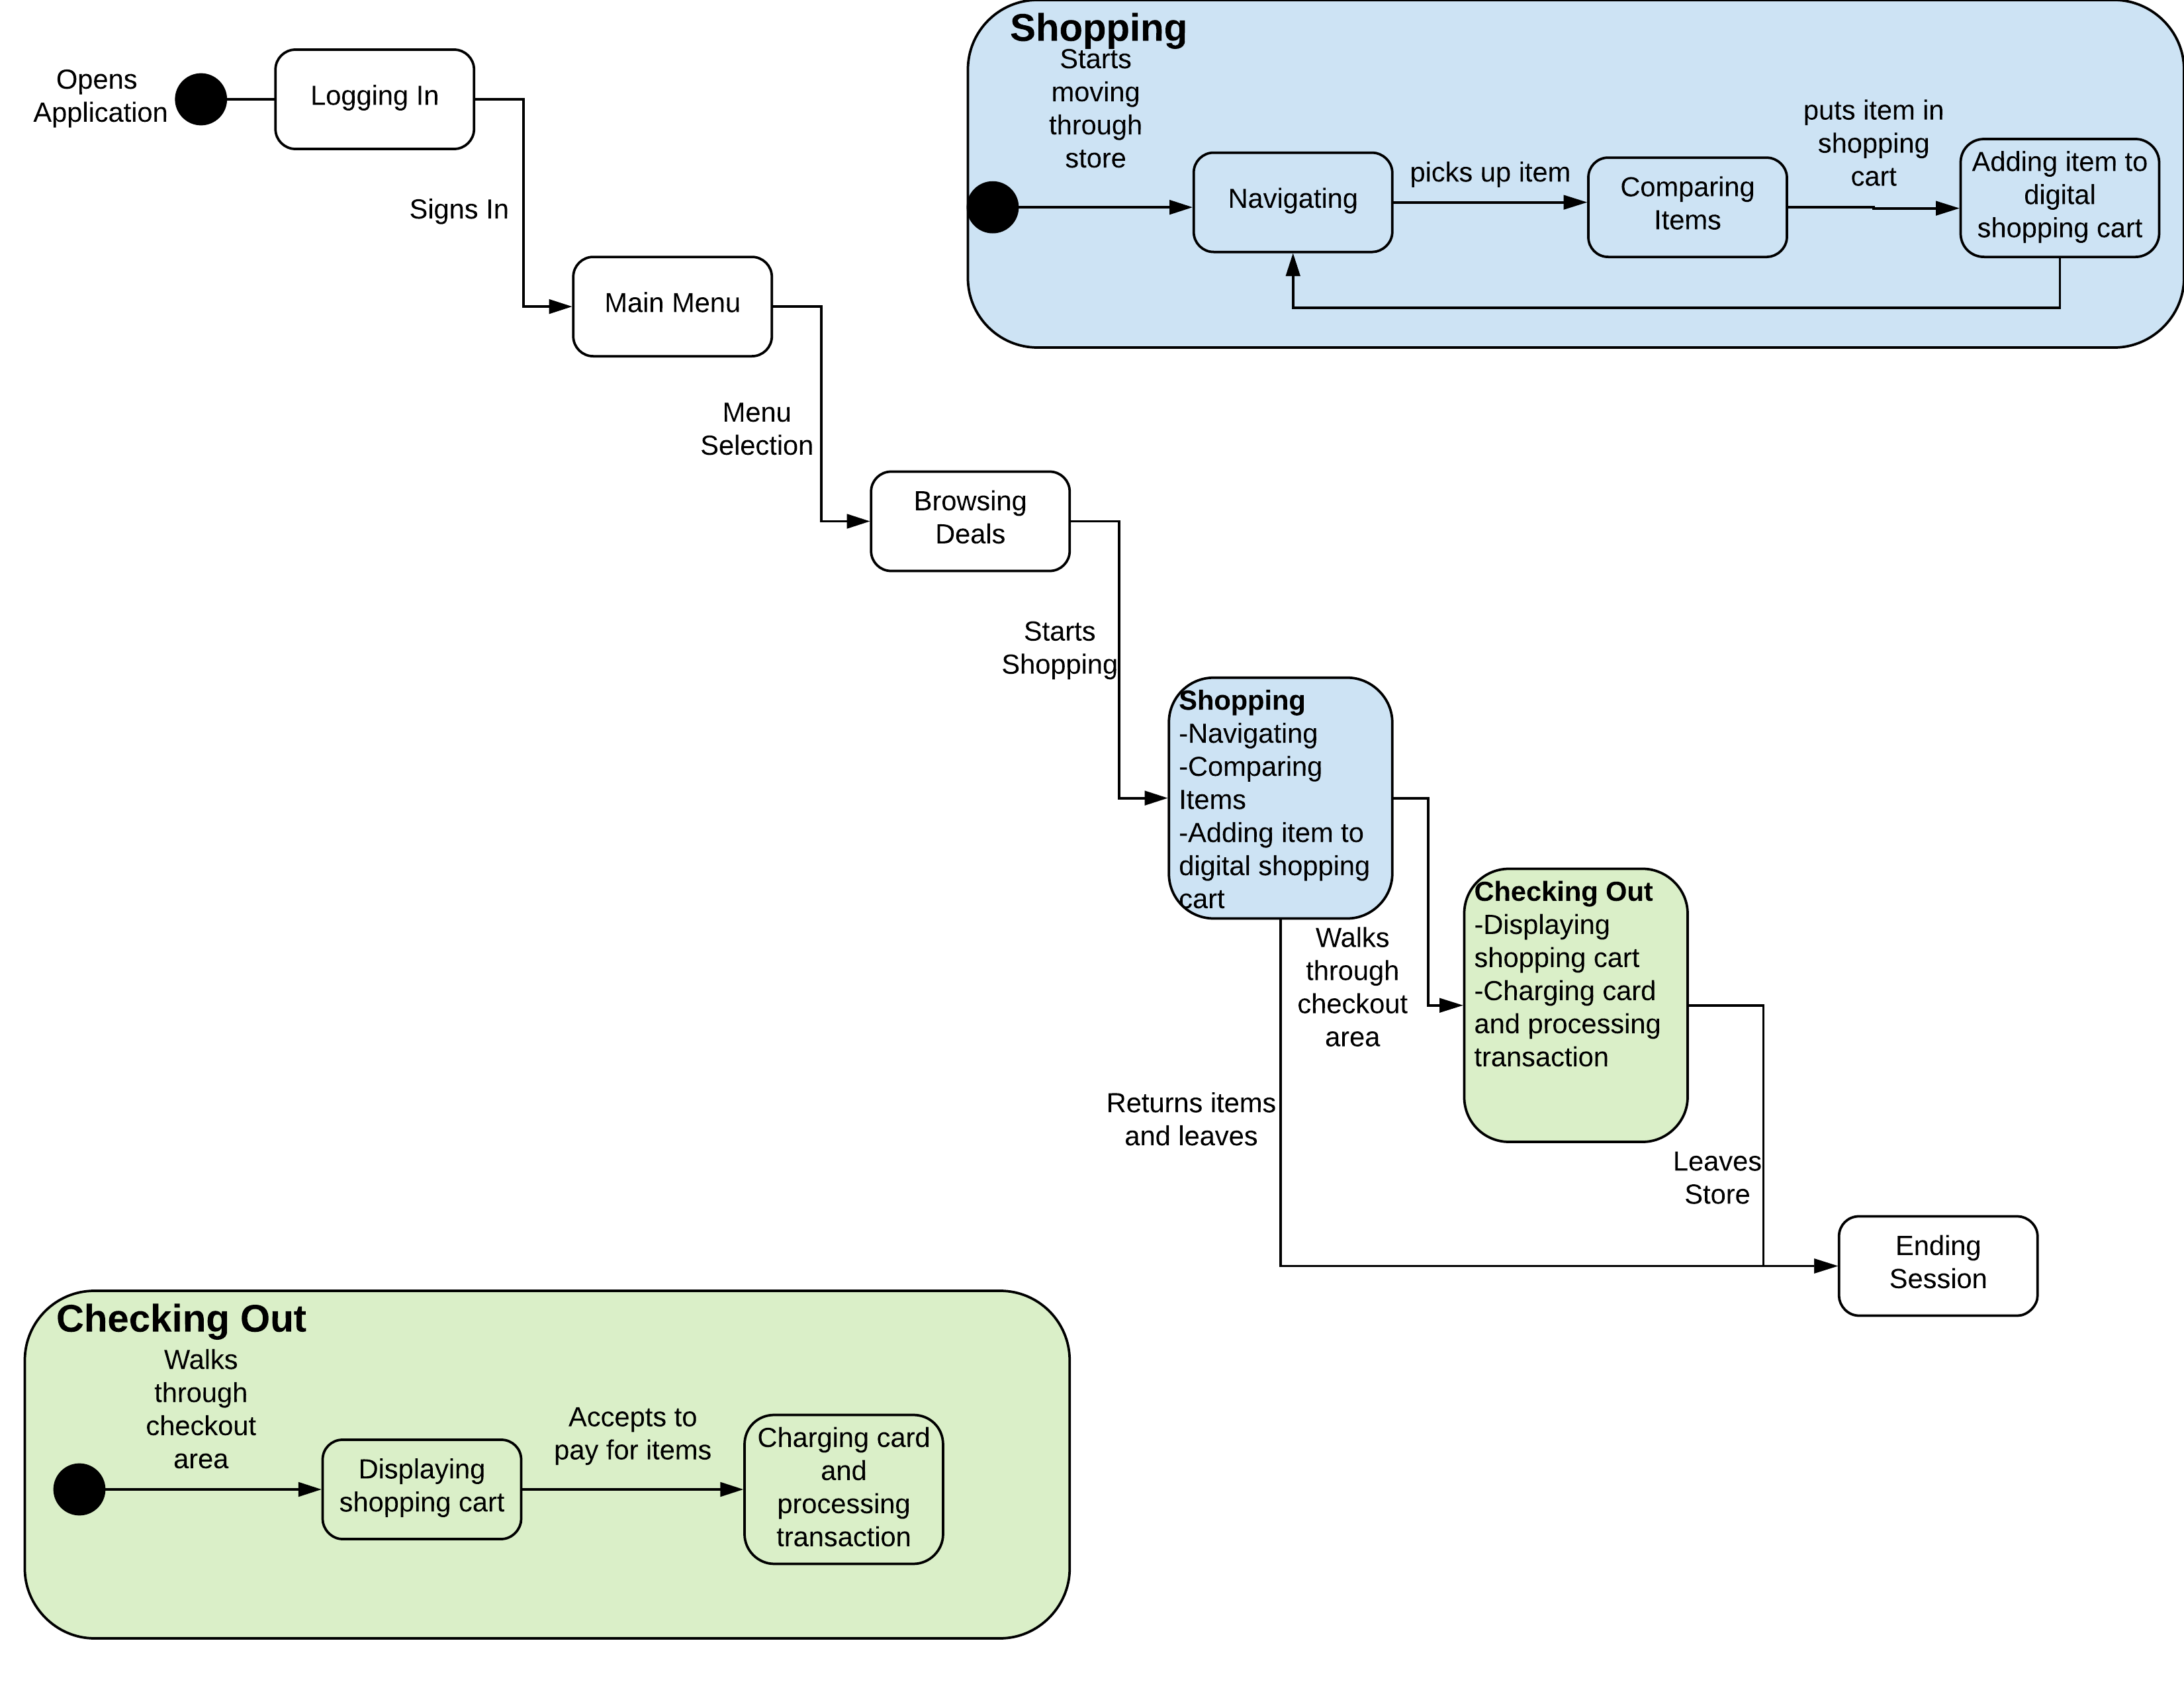 Shopping
Starts
moving
through
store
Opens
Application
Logging In
puts item in
shopping
cart
Navigating
picks up item
Comparing
Items
Adding item to
digital
shopping cart
Signs In
Main Menu
Menu
Selection
Browsing
Deals
Starts
Shopping
Shopping
-Navigating
-Comparing
Items
-Adding item to
digital shopping
cart
Walks
through
checkout
area
Checking Out
-Displaying
shopping cart
-Charging card
and processing
transaction
Returns items
and leaves
Leaves
Store
Ending
Session
Checking Out
Walks
through
checkout
area
Displaying
shopping cart
Accepts to
pay for items
Charging card
and
processing
transaction